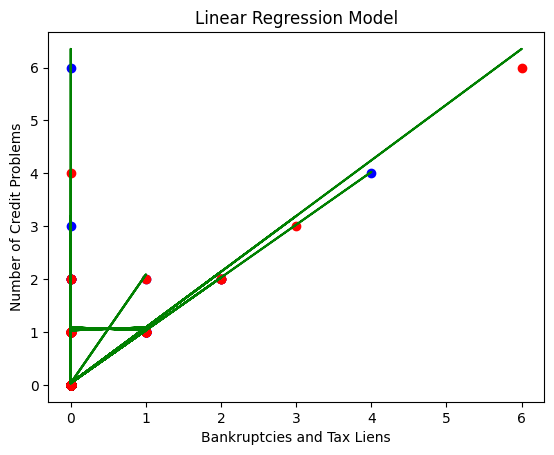 Linear Regression Model
Number of Credit Problems
6
5
4
3
2
1
0
0 1 2 3 4 5 6
Bankruptcies and Tax Liens